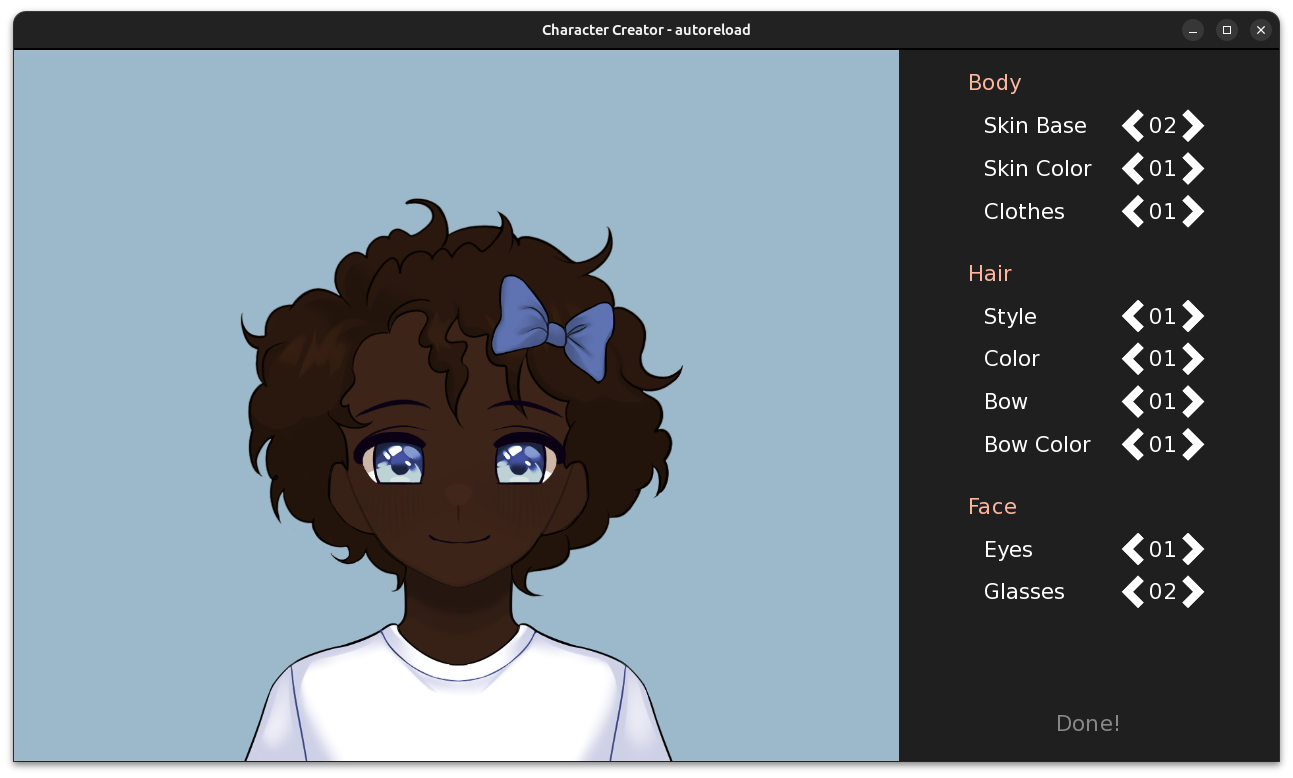 Character Creator - autoreload
Body
Skin Base 02
Skin Color 01
Clothes 01
Hair
Style 01
Color 01
Bow 01
Bow Color 01
Face
Eyes 01
Glasses 02
Done!